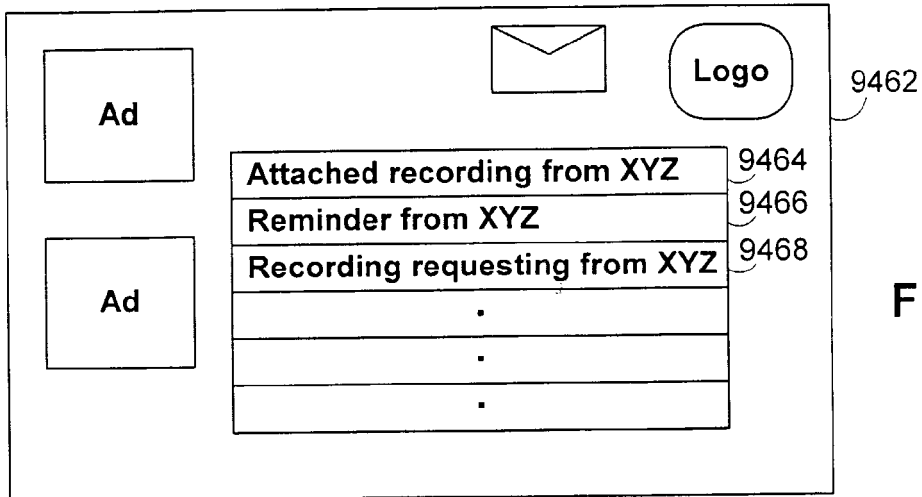 Ad
Logo
9462
Attached recording from XYZ
9464
Reminder from XYZ
9466
Recording requesting from XYZ
9468
Ad
F
.
.
.